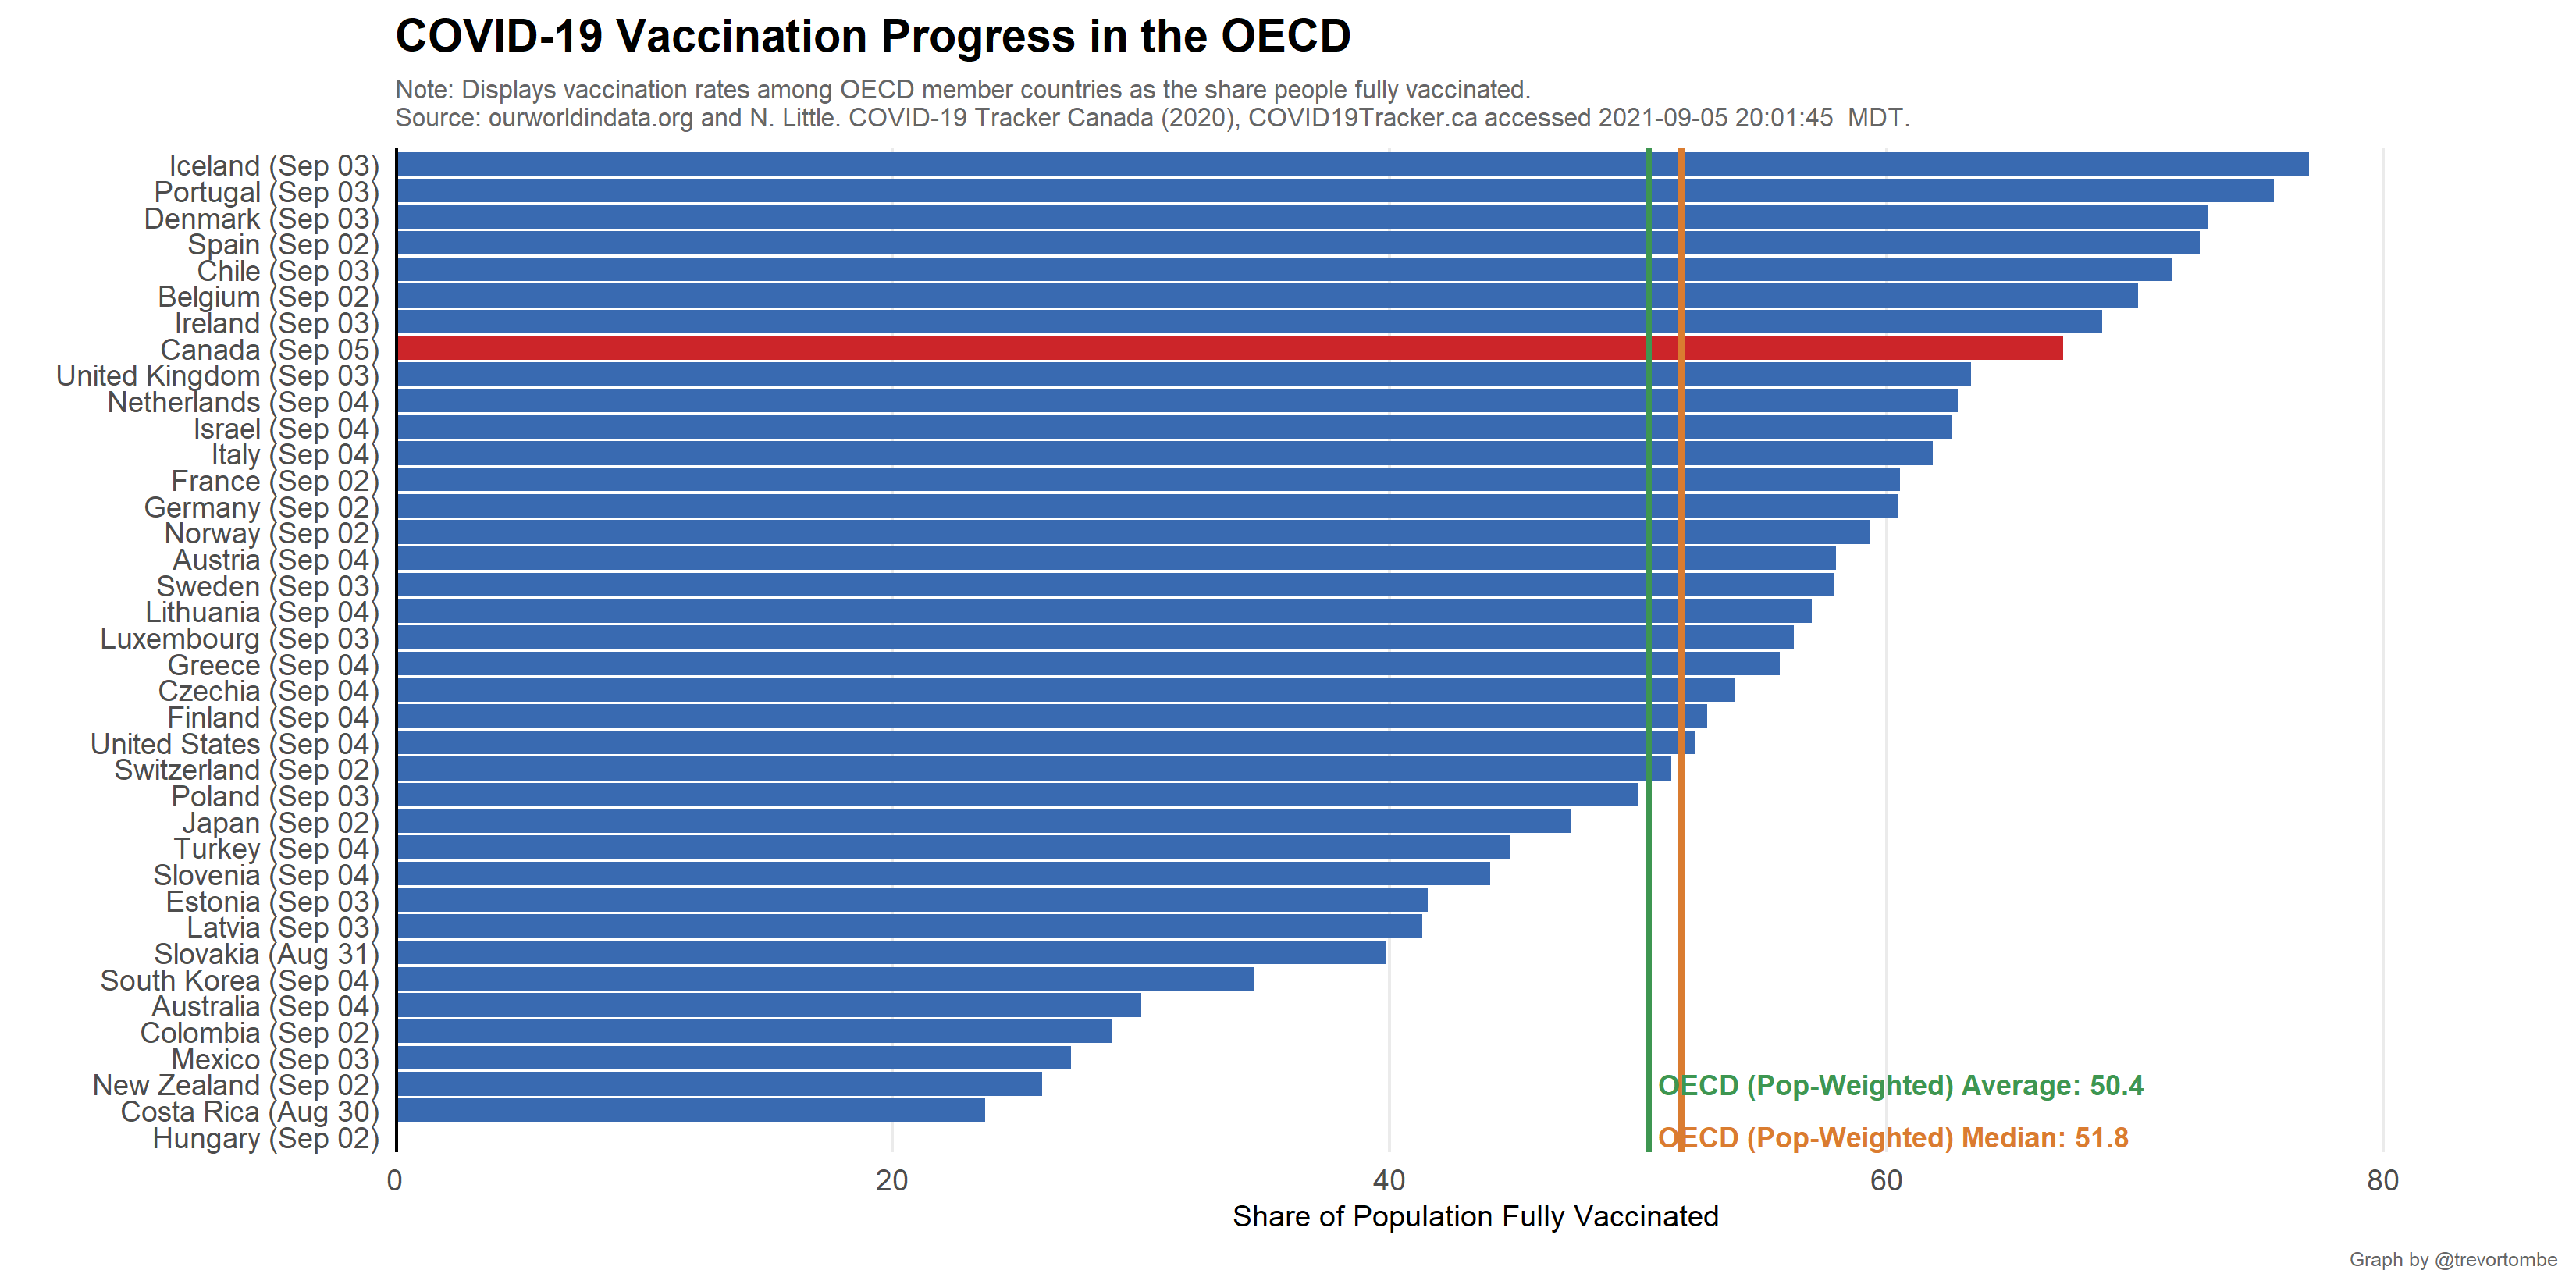 COVID-19 Vaccination Progress in the OECD
Note: Displays vaccination rates among OECD member countries as the share people fully vaccinated.
Source: ourworldindata.org and N. Little. COVID-19 Tracker Canada (2020), COVID19Tracker.ca accessed 2021-09-05 20:01:45  MDT.
Iceland (Sep 03)
Portugal (Sep 03)
Denmark (Sep 03)
Spain (Sep 02)
Chile (Sep 03)
Belgium (Sep 02)
Ireland (Sep 03)
Canada (Sep 05)
United Kingdom (Sep 03)
Netherlands (Sep 04)
Israel (Sep 04)
Italy (Sep 04)
France (Sep 02)
Germany (Sep 02)
Norway (Sep 02)
Austria (Sep 04)
Sweden (Sep 03)
Lithuania (Sep 04)
Luxembourg (Sep 03)
Greece (Sep 04)
Czechia (Sep 04)
Finland (Sep 04)
United States (Sep 04)
Switzerland (Sep 02)
Poland (Sep 03)
Japan (Sep 02)
Turkey (Sep 04)
Slovenia (Sep 04)
Estonia (Sep 03)
Latvia (Sep 03)
Slovakia (Aug 31)
South Korea (Sep 04)
Australia (Sep 04)
Colombia (Sep 02)
Mexico (Sep 03)
New Zealand (Sep 02)
OECD (Pop-Weighted) Average: 50.4
Costa Rica (Aug 30)
Hungary (Sep 02)
OECD (Pop-Weighted) Median: 51.8
0 20 40 60 80
Share of Population Fully Vaccinated
Graph by @trevortombe